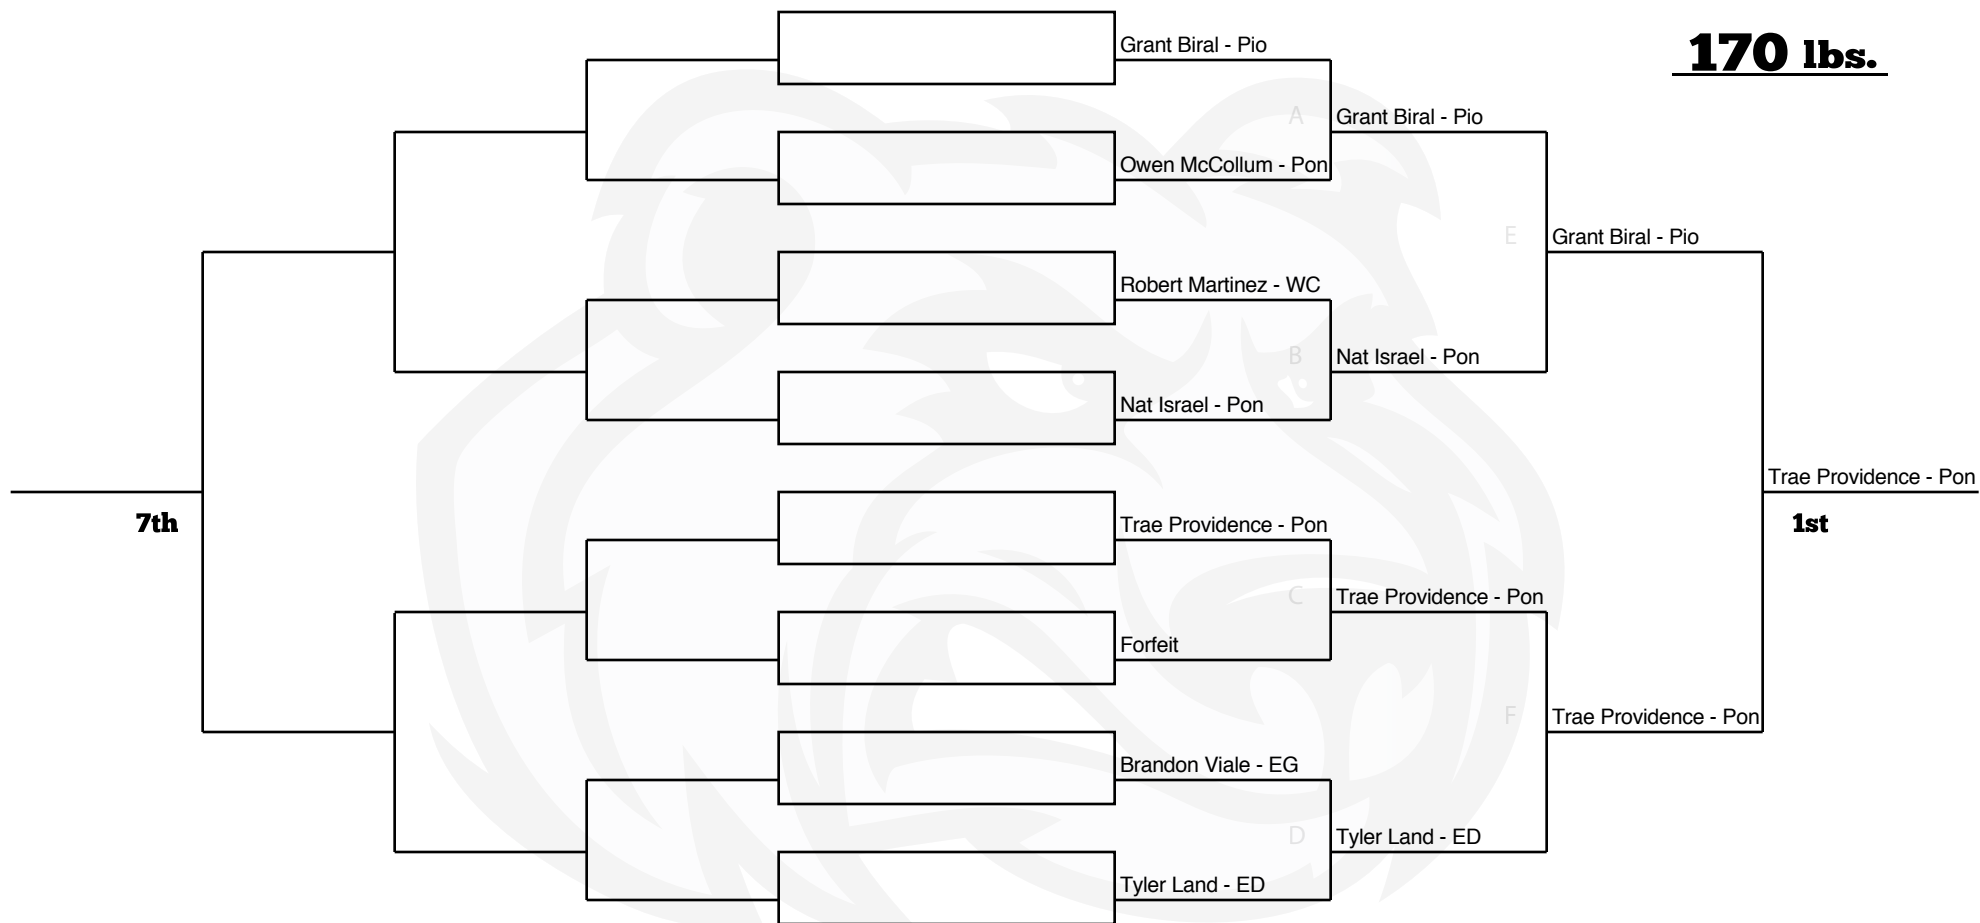 170 lbs.
Grant Biral - Pio
A
Grant Biral - Pio
Owen McCollum - Pon
E
Grant Biral - Pio
Robert Martinez - WC
B
Nat Israel - Pon
Nat Israel - Pon
Trae Providence - Pon
7th
1st
Trae Providence - Pon
C
Trae Providence - Pon
Forfeit
F
Trae Providence - Pon
Brandon Viale - EG
D
Tyler Land - ED
Tyler Land - ED